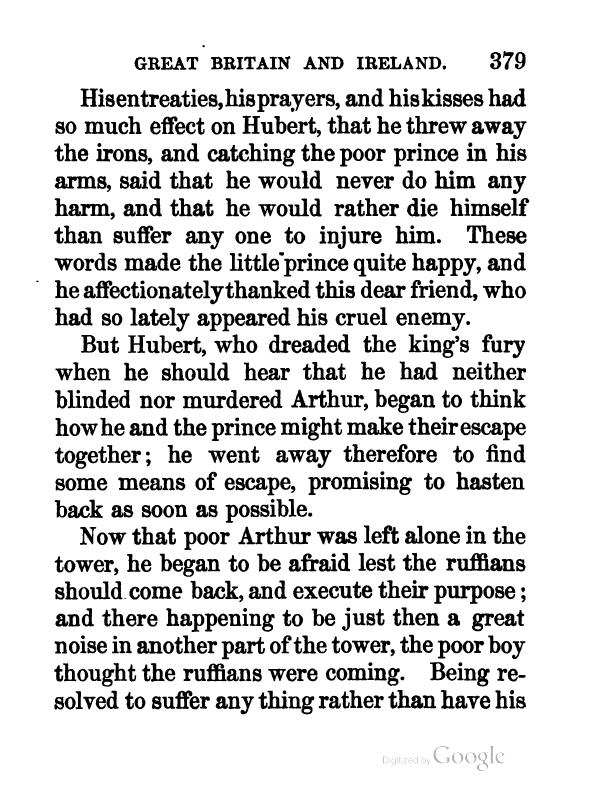 GREAT BRITAIN AND IRELAND. 379
His entreaties, his prayers, and his kisses had
so much effect on Hubert, that he threw away
the irons, and catching the poor prince in his
arms, said that he would never do him any
harm, and that he would rather die himself
than suffer any one to injure him. These
words made the little prince quite happy, and
he affectionately thanked this dear friend, who
had so lately appeared his cruel enemy.
But Hubert, who dreaded the king's fury
when he should hear that he had neither
blinded nor murdered Arthur, began to think
how he and the prince might make their escape
together; he went away therefore to find
some means of escape, promising to hasten
back as soon as possible.
Now that poor Arthur was left alone in the
tower, he began to be afraid lest the ruffians
should come back, and execute their purpose;
and there happening to be just then a great
noise in another part of the tower, the poor boy
thought the ruffians were coming. Being re-
solved to suffer any thing rather than have his
Digitized by Google